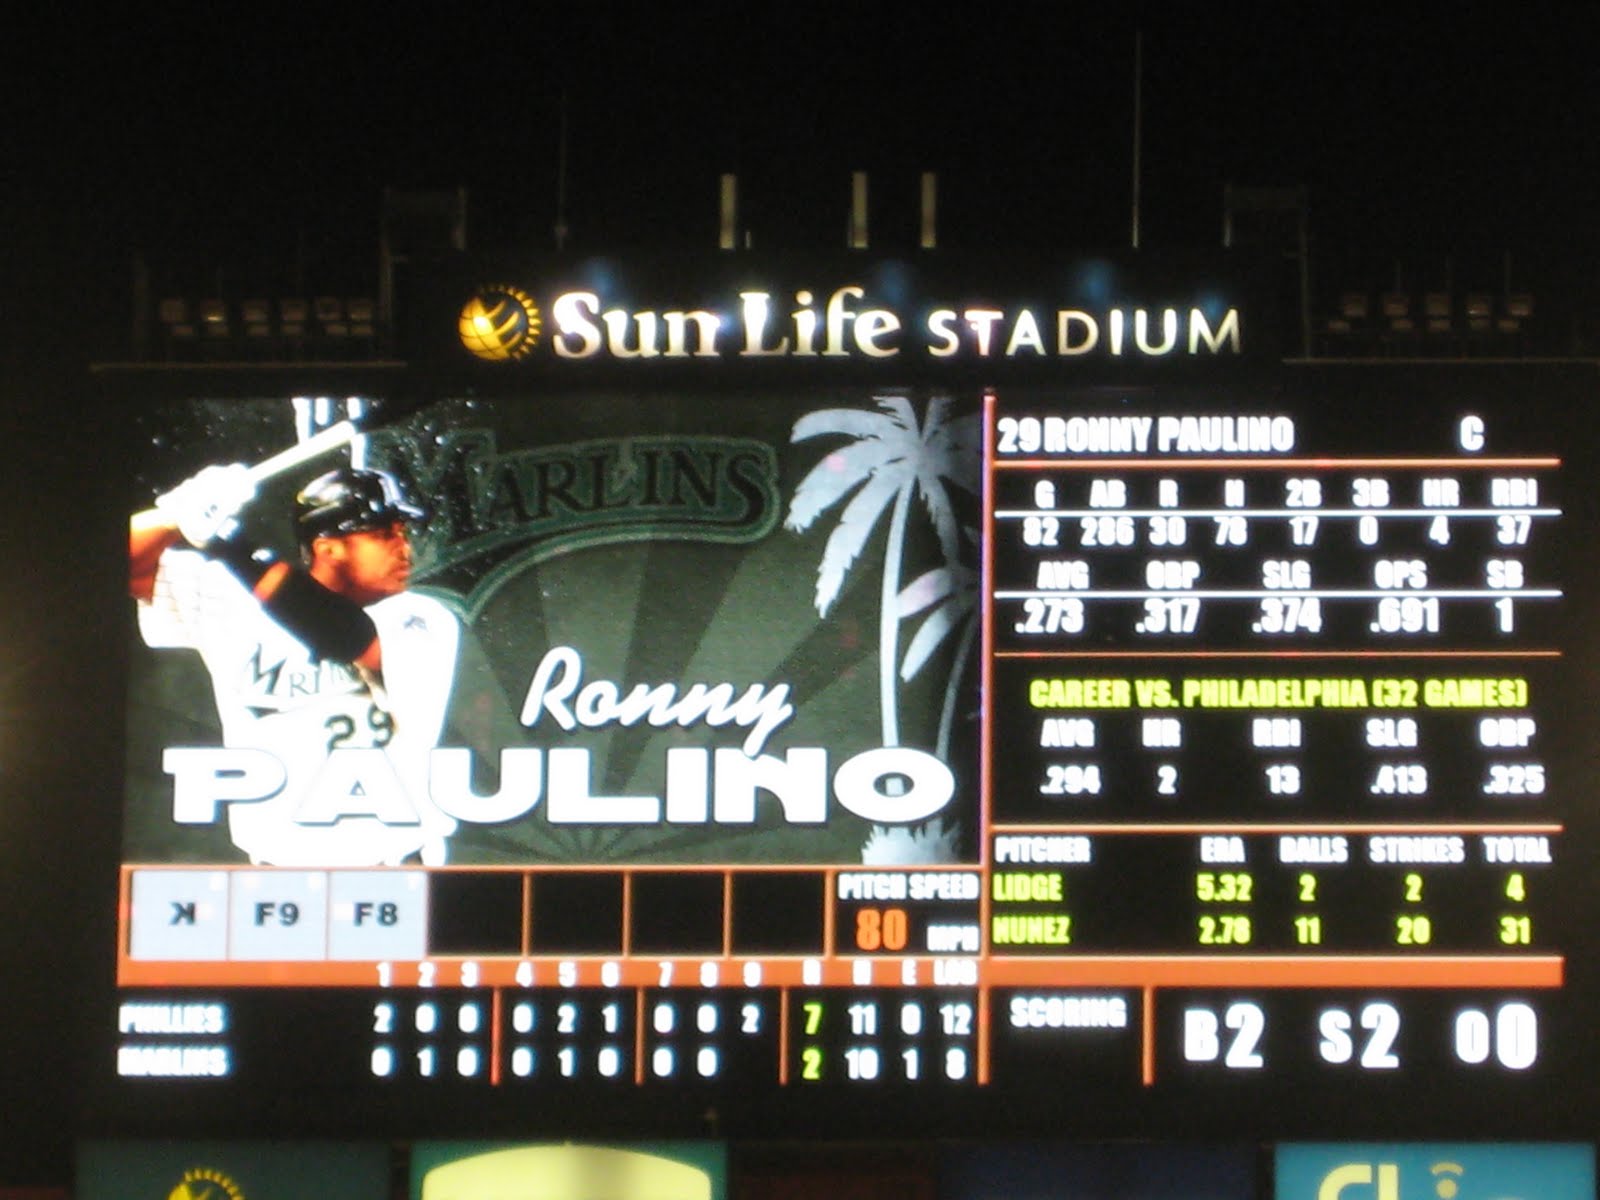 Sun Life STADIUM
MARLINS
29 RONNY PAULINO C
G AB R H 2B 3B HR RBI
82 286 30 78 17 0 4 37
AVG OBP SLG OPS SB
.273 .317 .374 .691 1
29
Ronny
PAULINO
CAREER VS. PHILADELPHIA (32 GAMES)
AVG HR RBI SLG OBP
.294 2 13 .413 .325
PITCHER ERA BALLS STRIKES TOTAL
LIDGE 5.32 2 2 4
NUNEZ 2.78 11 20 31
K F9 F8
PITCH SPEED
80 MPH
1 2 3 4 5 6 7 8 9 R H E LOB
PHILLIES 2 0 0 0 2 1 0 0 2 7 11 0 12
MARLINS 0 1 0 0 1 0 0 0 2 10 1 8
SCORING
B 2 S 2 O 0